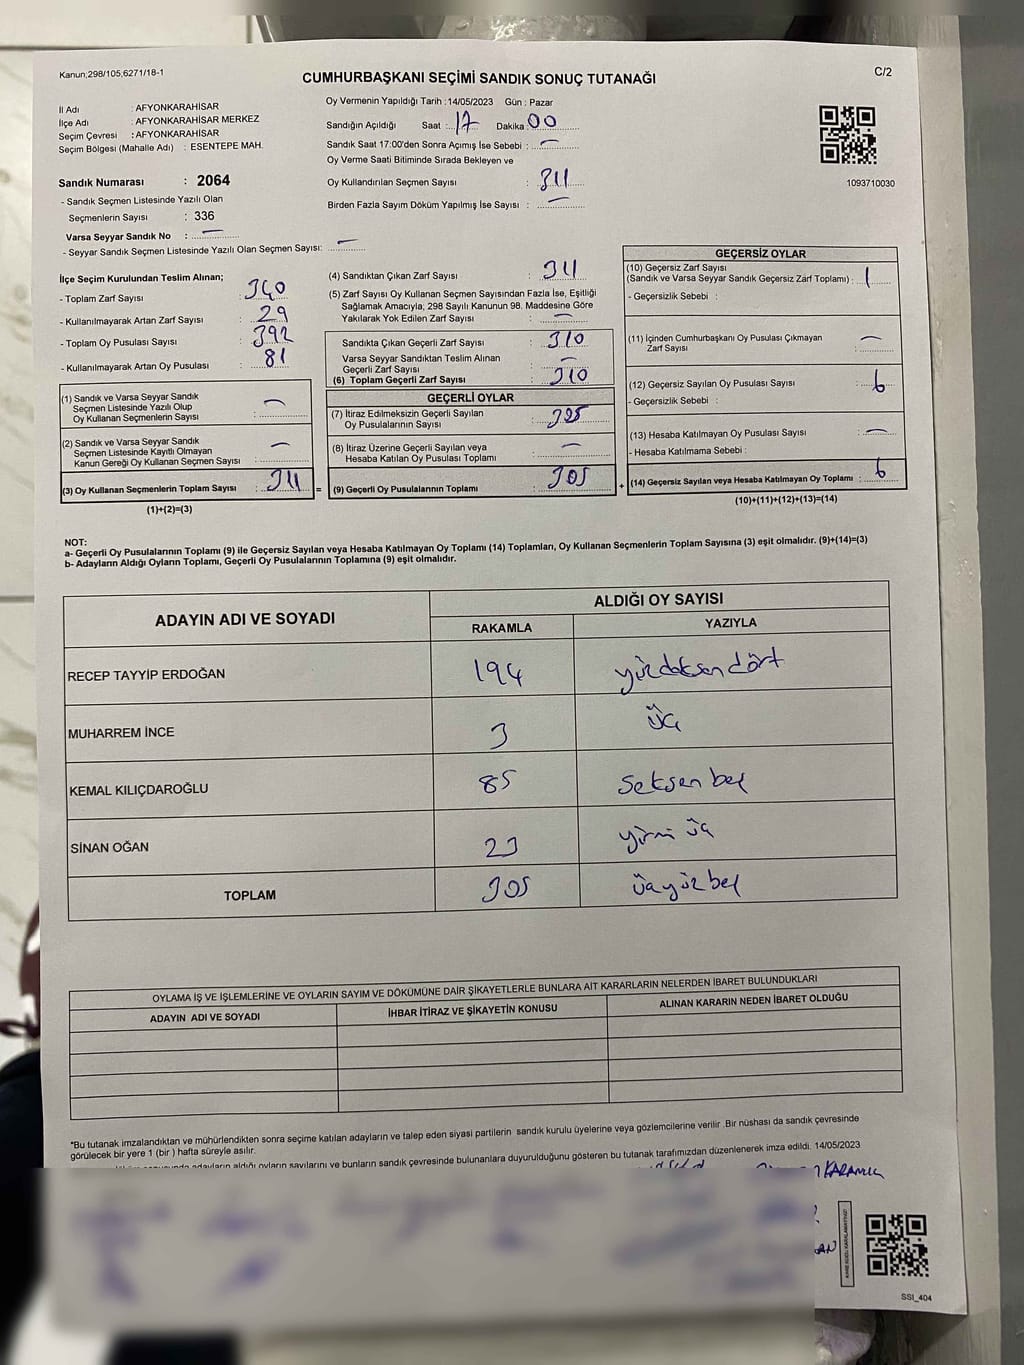 Kanun;298/105;6271/18-1
CUMHURBAŞKANI SEÇİMİ SANDIK SONUÇ TUTANAĞI
C/2
İl Adı : AFYONKARAHİSAR
İlçe Adı : AFYONKARAHİSAR MERKEZ
Seçim Çevresi : AFYONKARAHİSAR
Seçim Bölgesi (Mahalle Adı) : ESENTEPE MAH.
Sandık Numarası : 2064
- Sandık Seçmen Listesinde Yazılı Olan
Seçmenlerin Sayısı : 336
Varsa Seyyar Sandık No : —
- Seyyar Sandık Seçmen Listesinde Yazılı Olan Seçmen Sayısı: —
Oy Vermenin Yapıldığı Tarih : 14/05/2023 Gün : Pazar
Sandığın Açıldığı Saat : 17 Dakika : 00
Sandık Saat 17:00'den Sonra Açımış İse Sebebi : —
Oy Verme Saati Bitiminde Sırada Bekleyen ve
Oy Kullandırılan Seçmen Sayısı : 311
Birden Fazla Sayım Döküm Yapılmış İse Sayısı : —
1093710030
İlçe Seçim Kurulundan Teslim Alınan;
- Toplam Zarf Sayısı : 340
- Kullanılmayarak Artan Zarf Sayısı : 29
- Toplam Oy Pusulası Sayısı : 392
- Kullanılmayarak Artan Oy Pusulası : 81
(1) Sandık ve Varsa Seyyar Sandık
Seçmen Listesinde Yazılı Olup
Oy Kullanan Seçmenlerin Sayısı : —
(2) Sandık ve Varsa Seyyar Sandık
Seçmen Listesinde Kayıtlı Olmayan
Kanun Gereği Oy Kullanan Seçmen Sayısı : —
(3) Oy Kullanan Seçmenlerin Toplam Sayısı : 311 =
(1)+(2)=(3)
(4) Sandıktan Çıkan Zarf Sayısı : 311
(5) Zarf Sayısı Oy Kullanan Seçmen Sayısından Fazla İse, Eşitliği
Sağlamak Amacıyla; 298 Sayılı Kanunun 98. Maddesine Göre
Yakılarak Yok Edilen Zarf Sayısı : —
Sandıkta Çıkan Geçerli Zarf Sayısı : 310
Varsa Seyyar Sandıktan Teslim Alınan
Geçerli Zarf Sayısı : —
(6) Toplam Geçerli Zarf Sayısı : 310
GEÇERLİ OYLAR
(7) İtiraz Edilmeksizin Geçerli Sayılan
Oy Pusulalarının Sayısı : 305
(8) İtiraz Üzerine Geçerli Sayılan veya
Hesaba Katılan Oy Pusulası Toplamı : —
(9) Geçerli Oy Pusulalarının Toplamı : 305 +
GEÇERSİZ OYLAR
(10) Geçersiz Zarf Sayısı
(Sandık ve Varsa Seyyar Sandık Geçersiz Zarf Toplamı) : 1
- Geçersizlik Sebebi :
(11) İçinden Cumhurbaşkanı Oy Pusulası Çıkmayan
Zarf Sayısı : —
(12) Geçersiz Sayılan Oy Pusulası Sayısı : 6
- Geçersizlik Sebebi :
(13) Hesaba Katılmayan Oy Pusulası Sayısı : —
- Hesaba Katılmama Sebebi :
(14) Geçersiz Sayılan veya Hesaba Katılmayan Oy Toplamı : 6
(10)+(11)+(12)+(13)=(14)
NOT:
a- Geçerli Oy Pusulalarının Toplamı (9) ile Geçersiz Sayılan veya Hesaba Katılmayan Oy Toplamı (14) Toplamları, Oy Kullanan Seçmenlerin Toplam Sayısına (3) eşit olmalıdır. (9)+(14)=(3)
b- Adayların Aldığı Oyların Toplamı, Geçerli Oy Pusulalarının Toplamına (9) eşit olmalıdır.
ADAYIN ADI VE SOYADI ALDIĞI OY SAYISI
RAKAMLA YAZIYLA
RECEP TAYYİP ERDOĞAN 194 yüzdoksandört
MUHARREM İNCE 3 üç
KEMAL KILIÇDAROĞLU 85 seksen beş
SİNAN OĞAN 23 yirmi üç
TOPLAM 305 üçyüz beş
OYLAMA İŞ VE İŞLEMLERİNE VE OYLARIN SAYIM VE DÖKÜMÜNE DAİR ŞİKAYETLERLE BUNLARA AİT KARARLARIN NELERDEN İBARET BULUNDUKLARI
ADAYIN ADI VE SOYADI İHBAR İTİRAZ VE ŞİKAYETİN KONUSU ALINAN KARARIN NEDEN İBARET OLDUĞU
*Bu tutanak imzalandıktan ve mühürlendikten sonra seçime katılan adayların ve talep eden siyasi partilerin sandık kurulu üyelerine veya gözlemcilerine verilir. Bir nüshası da sandık çevresinde
görülecek bir yere 1 (bir) hafta süreyle asılır.
adayların aldığı oyların sayılarını ve bunların sandık çevresinde bulunanlara duyurulduğunu gösteren bu tutanak tarafımızdan düzenlenerek imza edildi. 14/05/2023
SSI_404